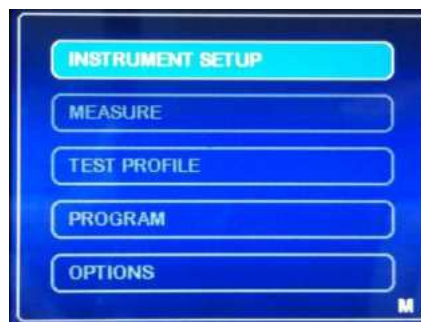 INSTRUMENT SETUP
MEASURE
TEST PROFILE
PROGRAM
OPTIONS
M